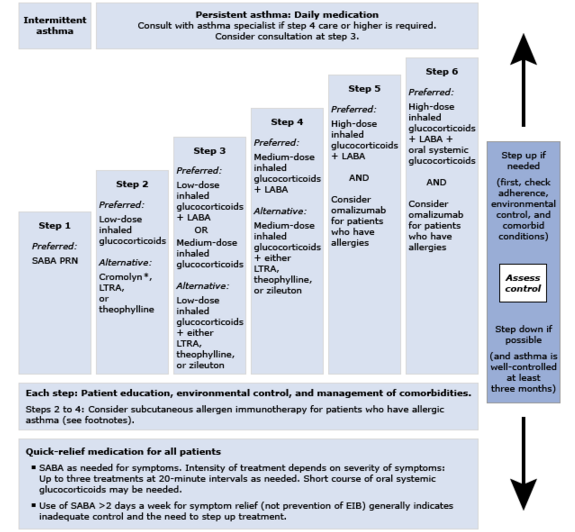 Intermittent
asthma
Persistent asthma: Daily medication
Consult with asthma specialist if step 4 care or higher is required.
Consider consultation at step 3.
Step 1
Preferred:
SABA PRN
Step 2
Preferred:
Low-dose
inhaled
glucocorticoids
Alternative:
Cromolyn*,
LTRA,
or
theophylline
Step 3
Preferred:
Low-dose
inhaled
glucocorticoids
+ LABA
OR
Medium-dose
inhaled
glucocorticoids
Alternative:
Low-dose
inhaled
glucocorticoids
+ either
LTRA,
theophylline,
or zileuton
Step 4
Preferred:
Medium-dose
inhaled
glucocorticoids
+ LABA
Alternative:
Medium-dose
inhaled
glucocorticoids
+ either
LTRA,
theophylline,
or zileuton
Step 5
Preferred:
High-dose
inhaled
glucocorticoids
+ LABA
AND
Consider
omalizumab
for patients
who have
allergies
Step 6
Preferred:
High-dose
inhaled
glucocorticoids
+ LABA +
oral systemic
glucocorticoids
AND
Consider
omalizumab
for patients
who have
allergies
Step up if
needed
(first, check
adherence,
environmental
control, and
comorbid
conditions)
Assess
control
Step down if
possible
(and asthma is
well-controlled
at least
three months)
Each step: Patient education, environmental control, and management of comorbidities.
Steps 2 to 4: Consider subcutaneous allergen immunotherapy for patients who have allergic
asthma (see footnotes).
Quick-relief medication for all patients
▪ SABA as needed for symptoms. Intensity of treatment depends on severity of symptoms:
Up to three treatments at 20-minute intervals as needed. Short course of oral systemic
glucocorticoids may be needed.
▪ Use of SABA >2 days a week for symptom relief (not prevention of EIB) generally indicates
inadequate control and the need to step up treatment.